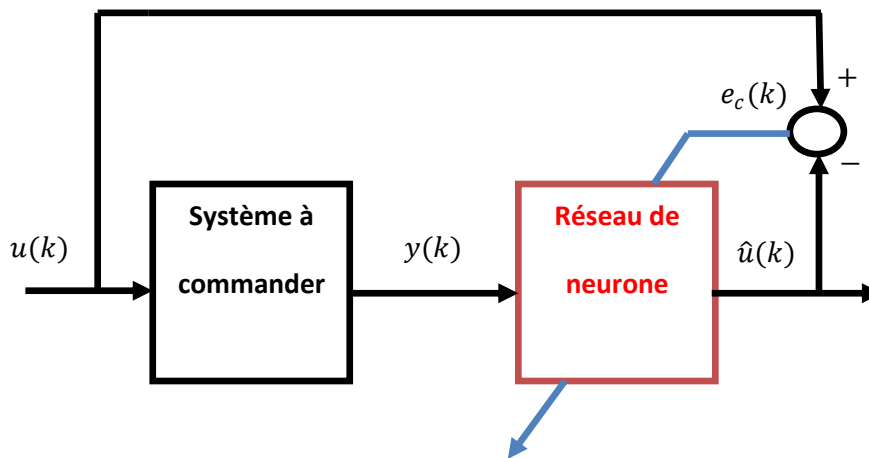 +
e_c(k)
−
Système à
commander
Réseau de
neurone
u(k)
y(k)
û(k)